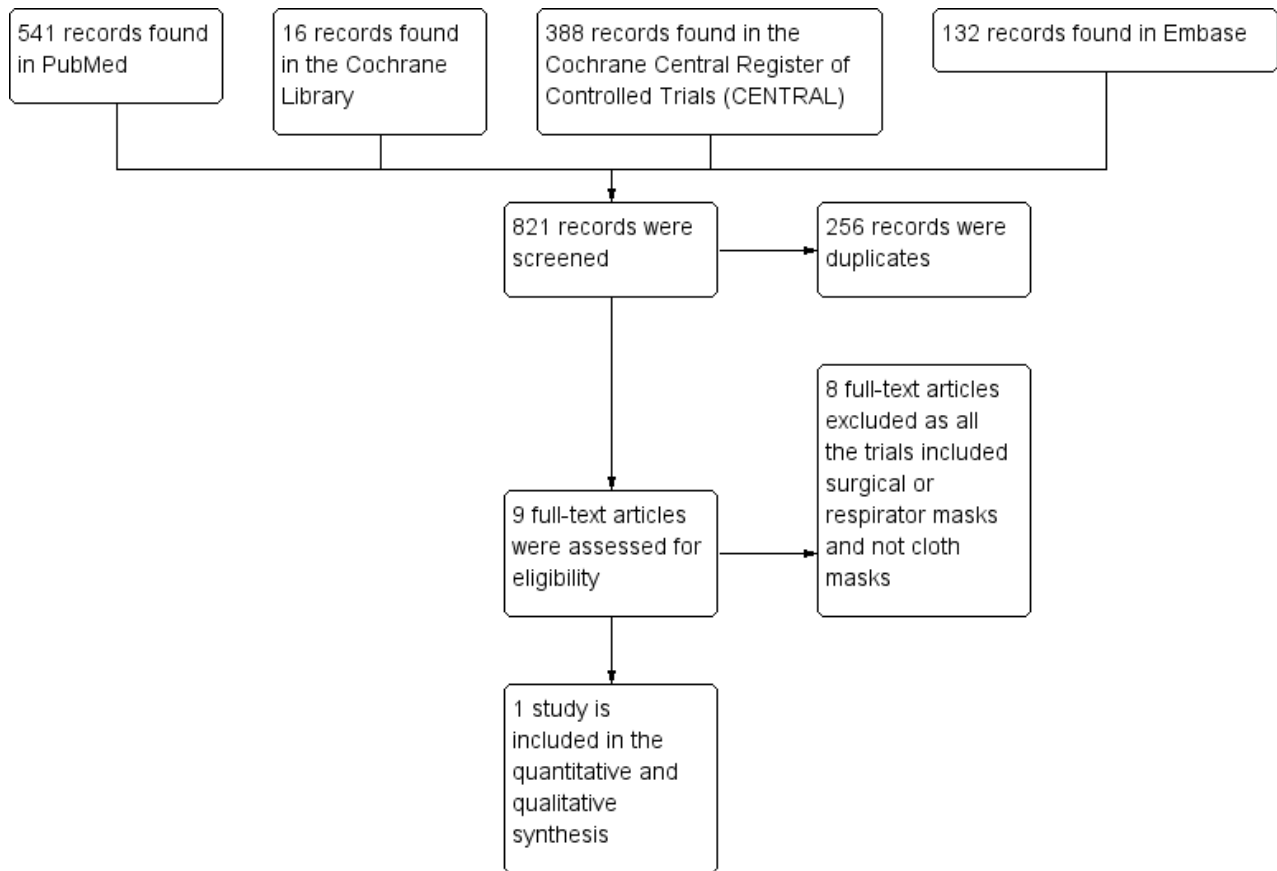 541 records found
in PubMed
16 records found
in the Cochrane
Library
388 records found in the
Cochrane Central Register of
Controlled Trials (CENTRAL)
132 records found in Embase
821 records were
screened
256 records were
duplicates
8 full-text articles
excluded as all
the trials included
surgical or
respirator masks
and not cloth
masks
9 full-text articles
were assessed for
eligibility
1 study is
included in the
quantitative and
qualitative
synthesis